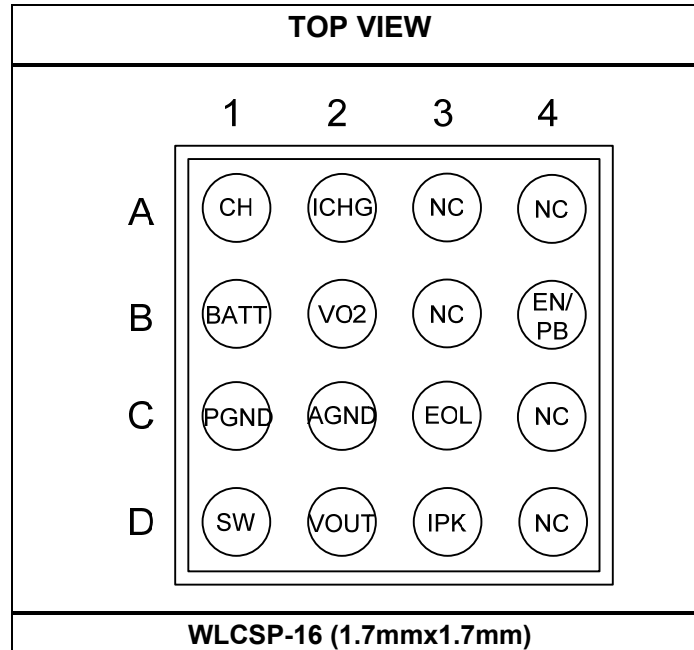 TOP VIEW
1 2 3 4
A CH ICHG NC NC
B BATT VO2 NC EN/
PB
C PGND AGND EOL NC
D SW VOUT IPK NC
WLCSP-16 (1.7mmx1.7mm)